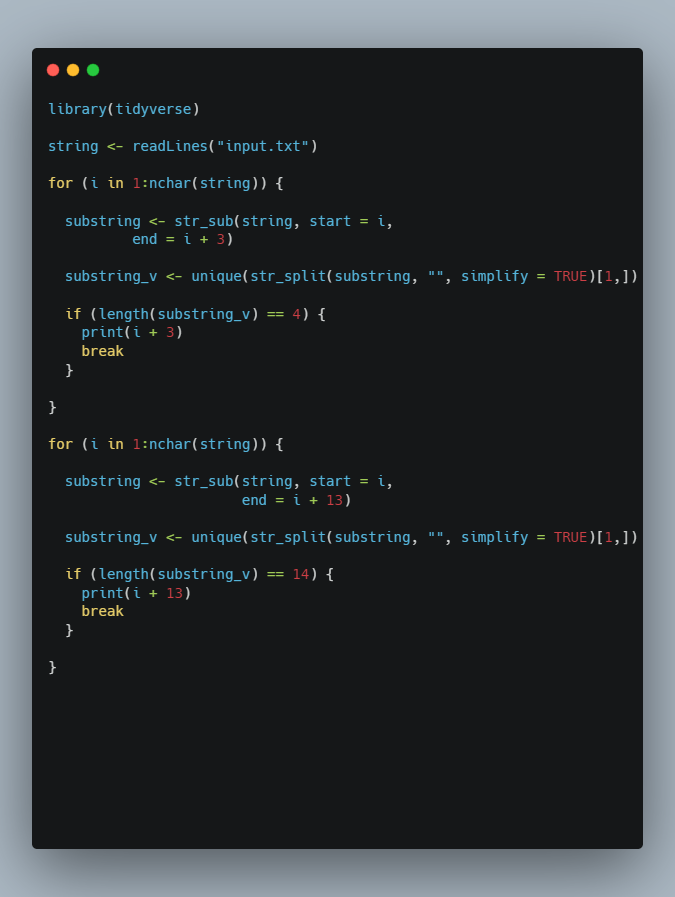 library(tidyverse)
string <- readLines("input.txt")
for (i in 1:nchar(string)) {
substring <- str_sub(string, start = i,
end = i + 3)
substring_v <- unique(str_split(substring, "", simplify = TRUE)[1,])
if (length(substring_v) == 4) {
print(i + 3)
break
}
}
for (i in 1:nchar(string)) {
substring <- str_sub(string, start = i,
end = i + 13)
substring_v <- unique(str_split(substring, "", simplify = TRUE)[1,])
if (length(substring_v) == 14) {
print(i + 13)
break
}
}